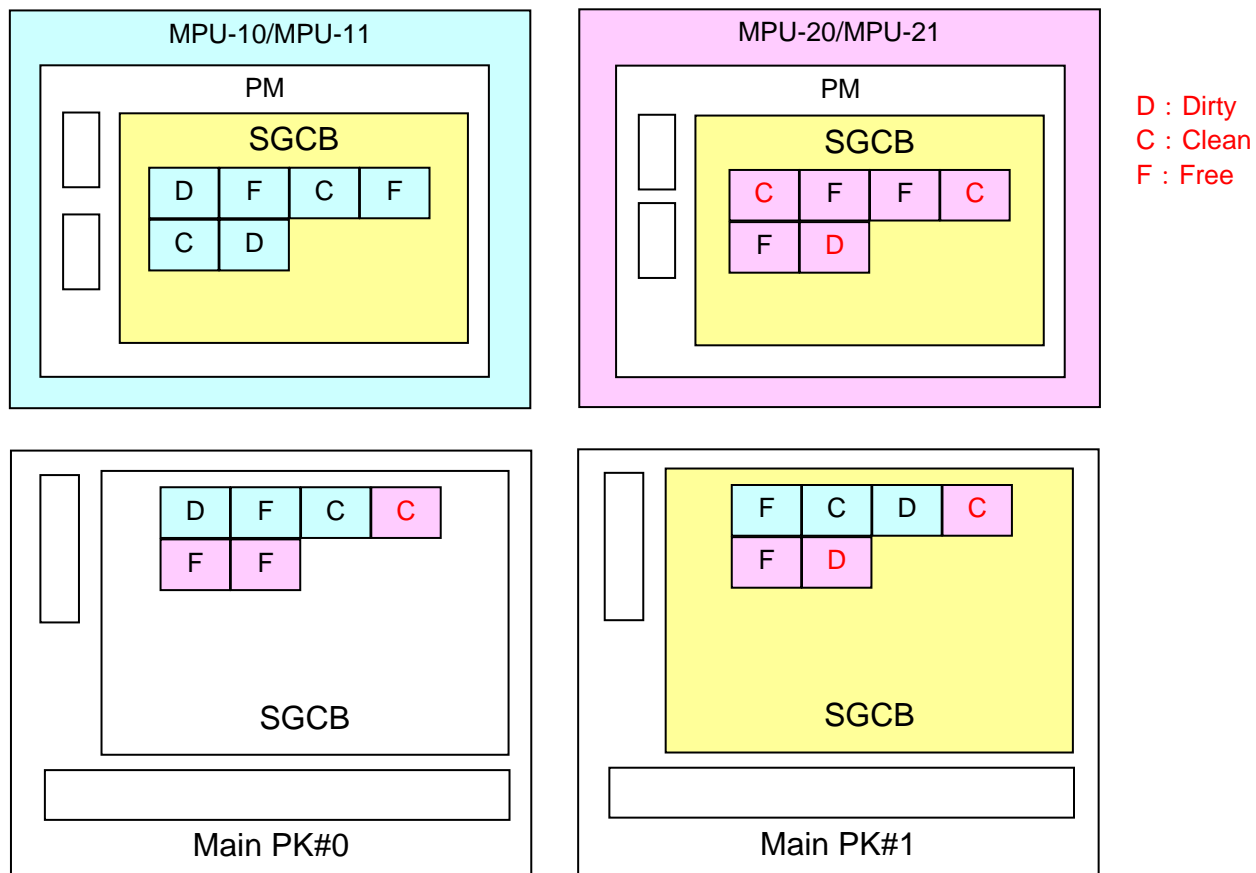 MPU-10/MPU-11
PM
SGCB
D F C F
C D
MPU-20/MPU-21
PM
SGCB
C F F C
F D
D : Dirty
C : Clean
F : Free
D F C C
F F
SGCB
Main PK#0
F C D C
F D
SGCB
Main PK#1